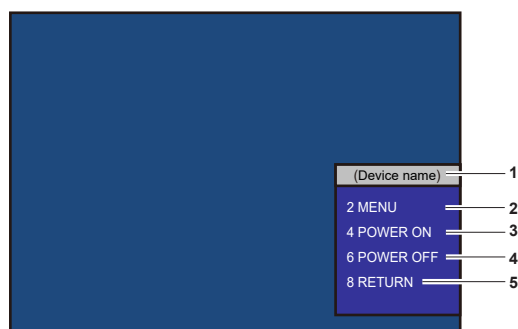 (Device name) 1
2 MENU 2
4 POWER ON 3
6 POWER OFF 4
8 RETURN 5